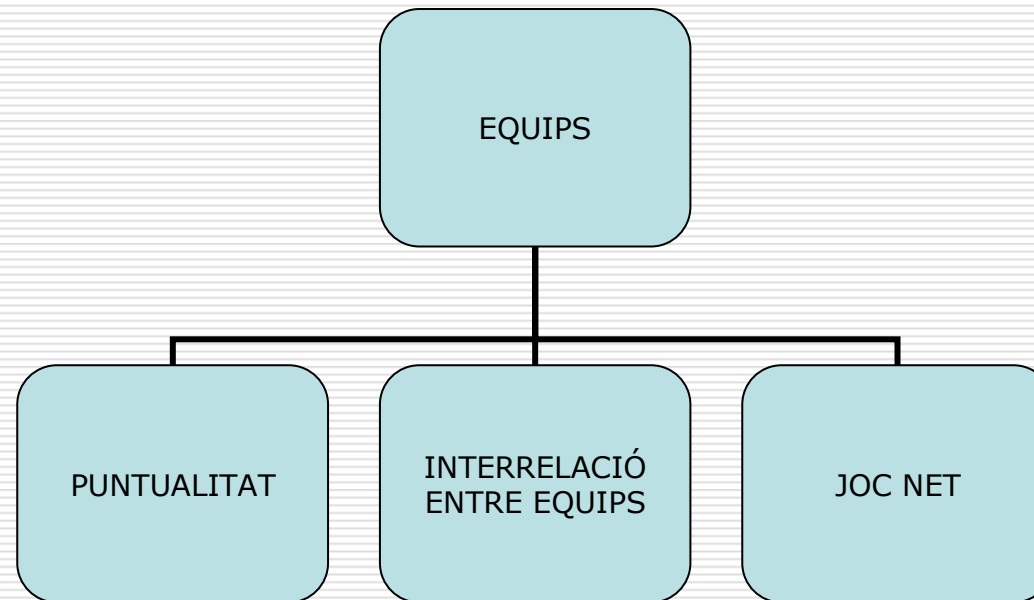 EQUIPS
PUNTUALITAT
INTERRELACIÓ
ENTRE EQUIPS
JOC NET